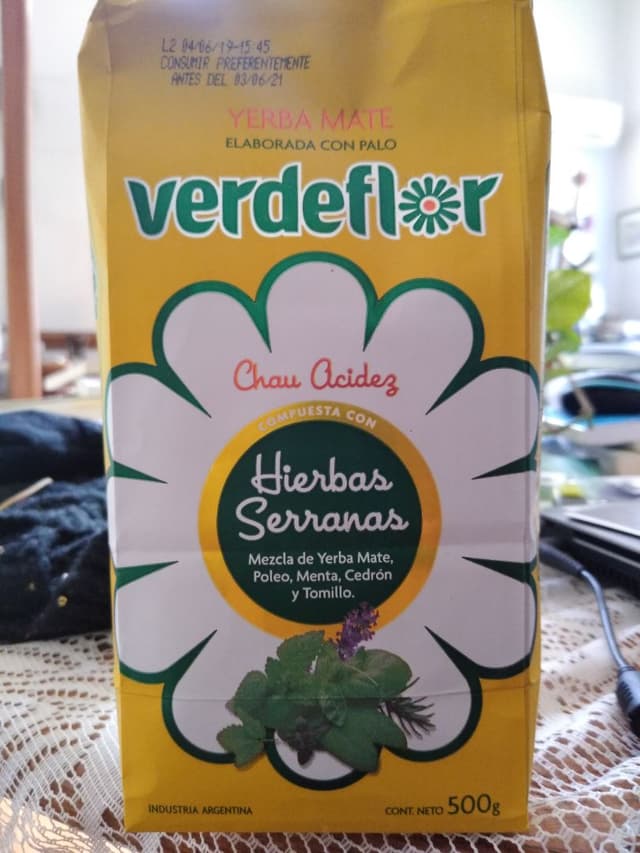 L2 04/06/19-15:45
CONSUMIR PREFERENTEMENTE
ANTES DEL 03/06/21
YERBA MATE
ELABORADA CON PALO
verdeflor
Chau Acidez
COMPUESTA CON
Hierbas
Serranas
Mezcla de Yerba Mate,
Poleo, Menta, Cedrón
y Tomillo.
INDUSTRIA ARGENTINA
CONT. NETO 500g